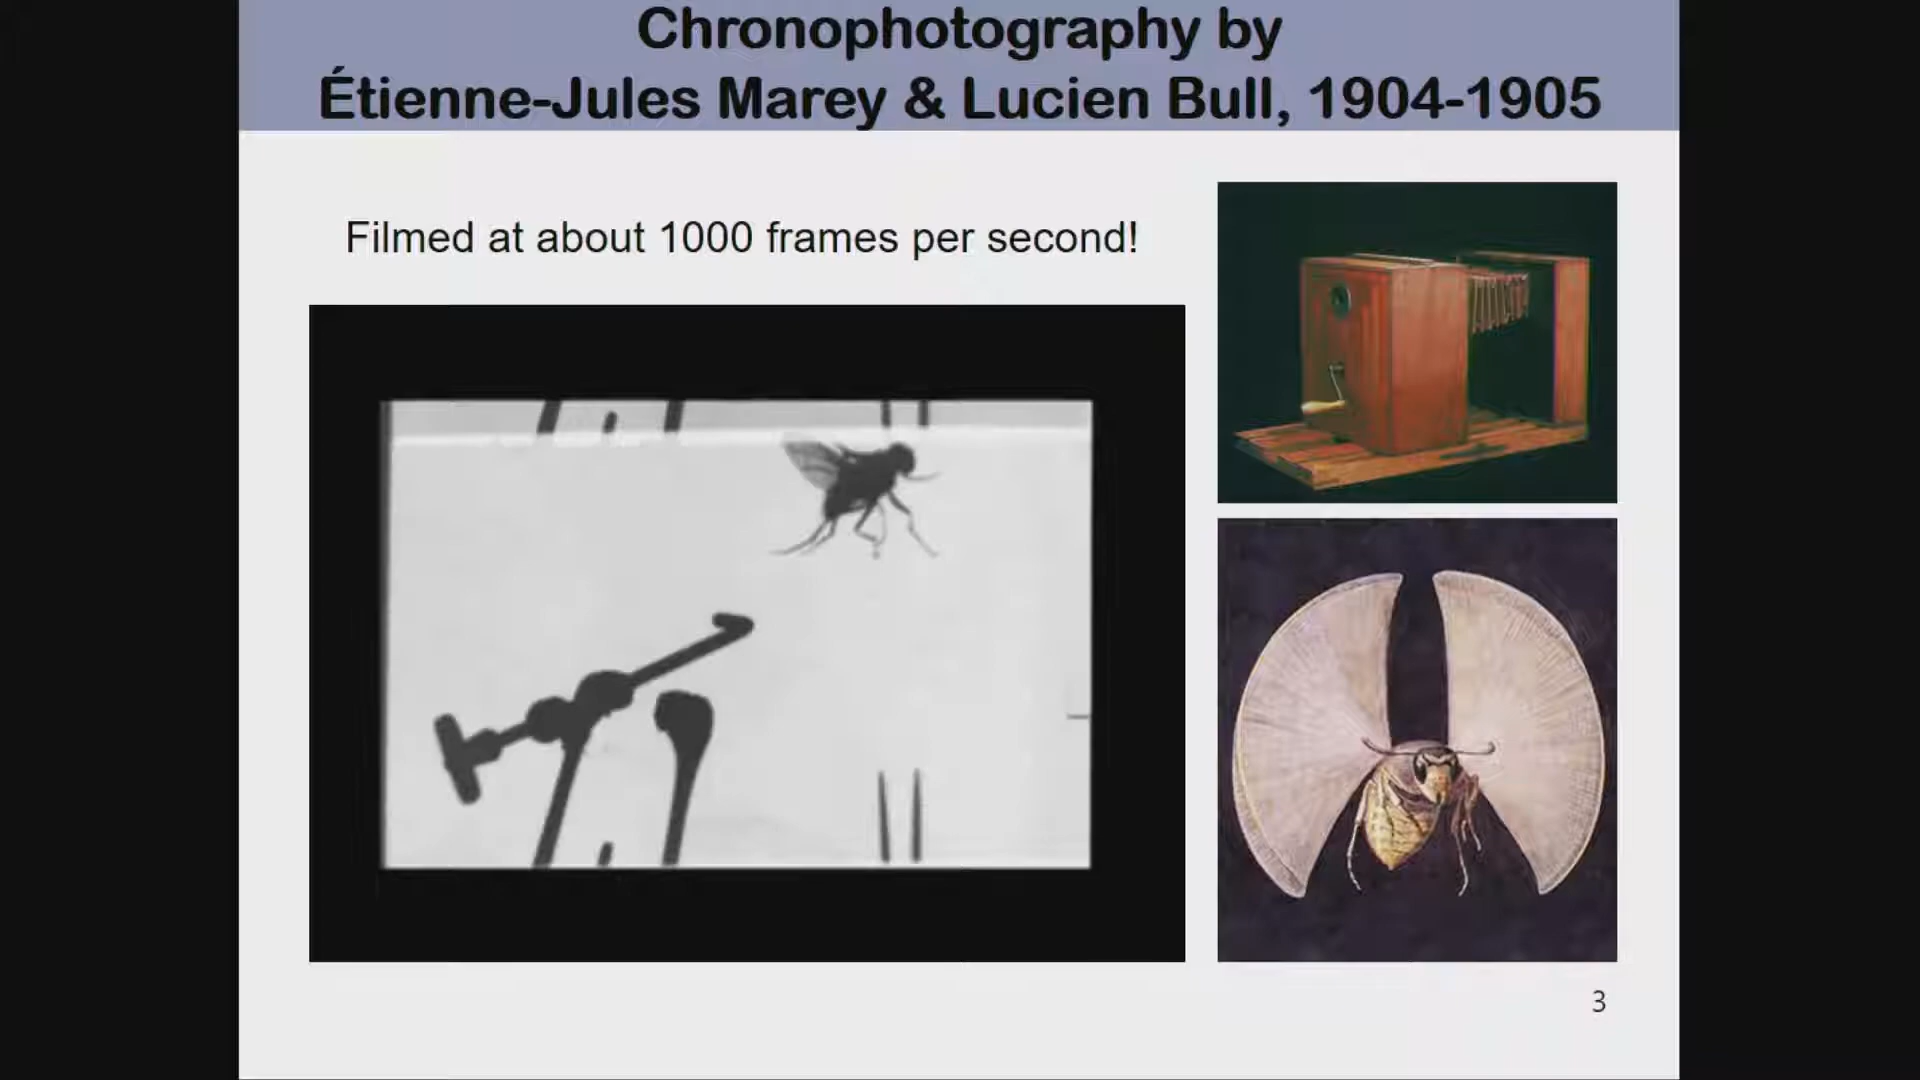 Chronophotography by
Étienne-Jules Marey & Lucien Bull, 1904-1905
Filmed at about 1000 frames per second!
3